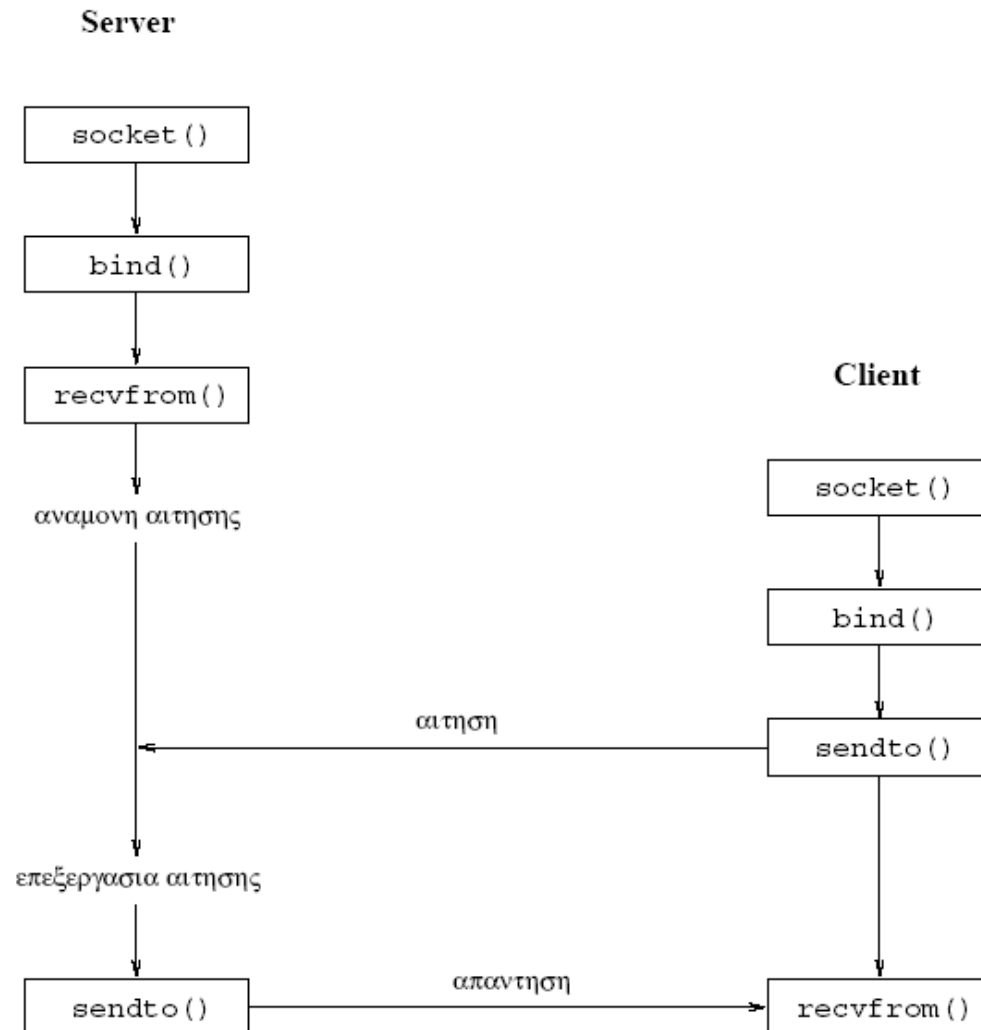 Server
socket()
bind()
recvfrom()
αναμονη αιτησης
Client
socket()
bind()
αιτηση
sendto()
επεξεργασια αιτησης
απαντηση
sendto()
recvfrom()